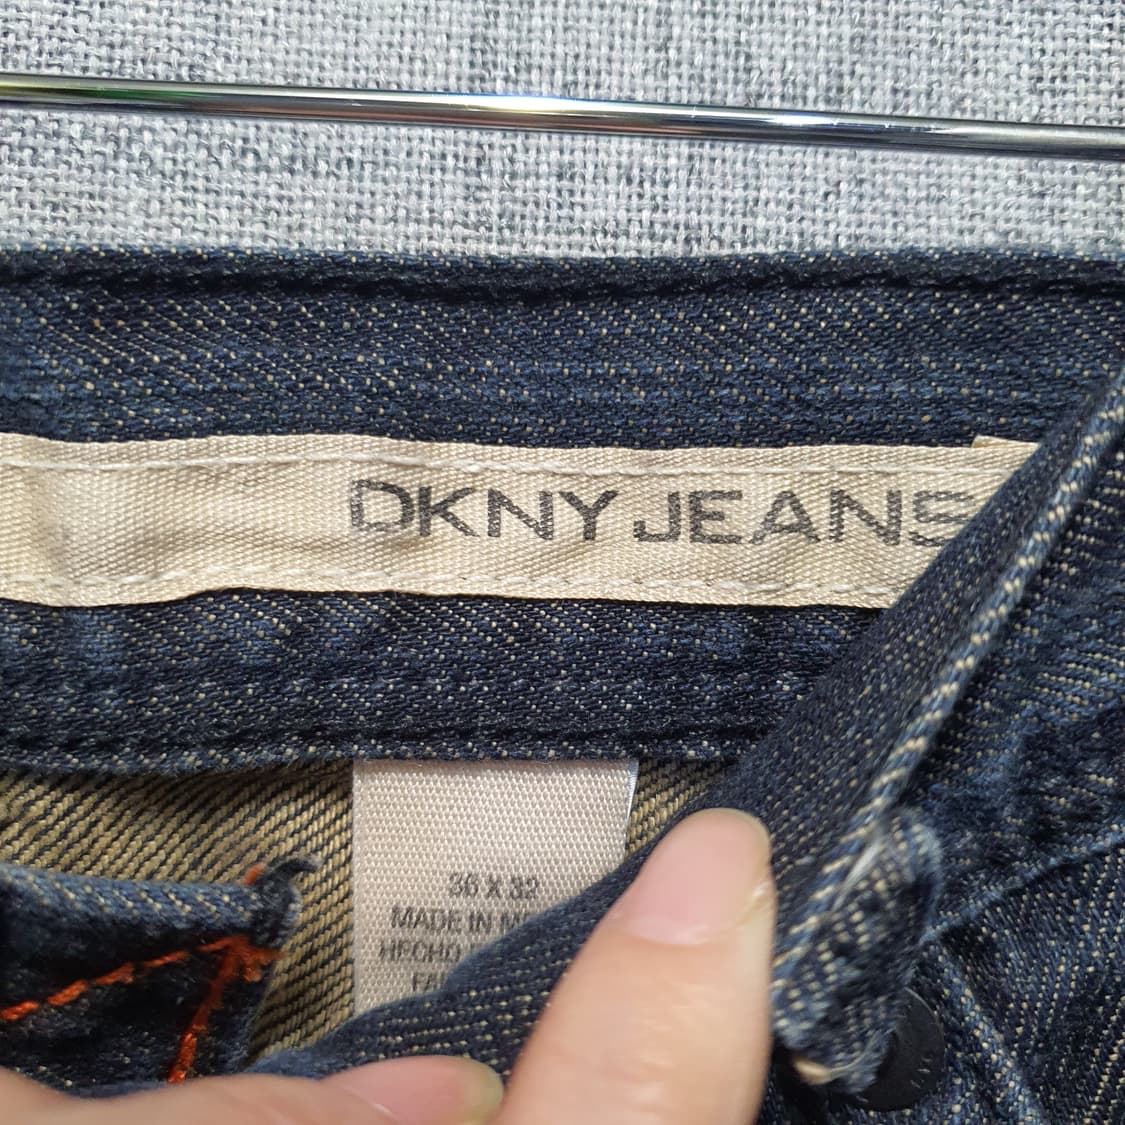 DKNY JEANS
36 X 32
MADE IN
HECHO